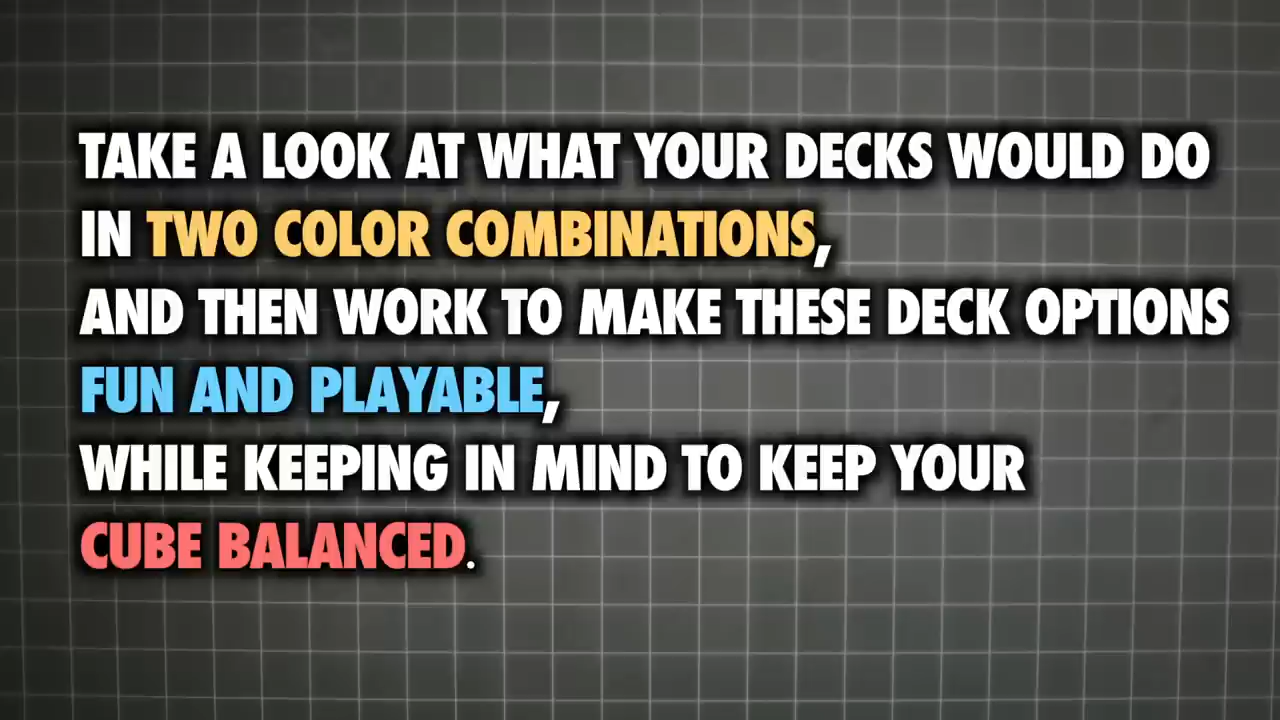 TAKE A LOOK AT WHAT YOUR DECKS WOULD DO
IN TWO COLOR COMBINATIONS,
AND THEN WORK TO MAKE THESE DECK OPTIONS
FUN AND PLAYABLE,
WHILE KEEPING IN MIND TO KEEP YOUR
CUBE BALANCED.